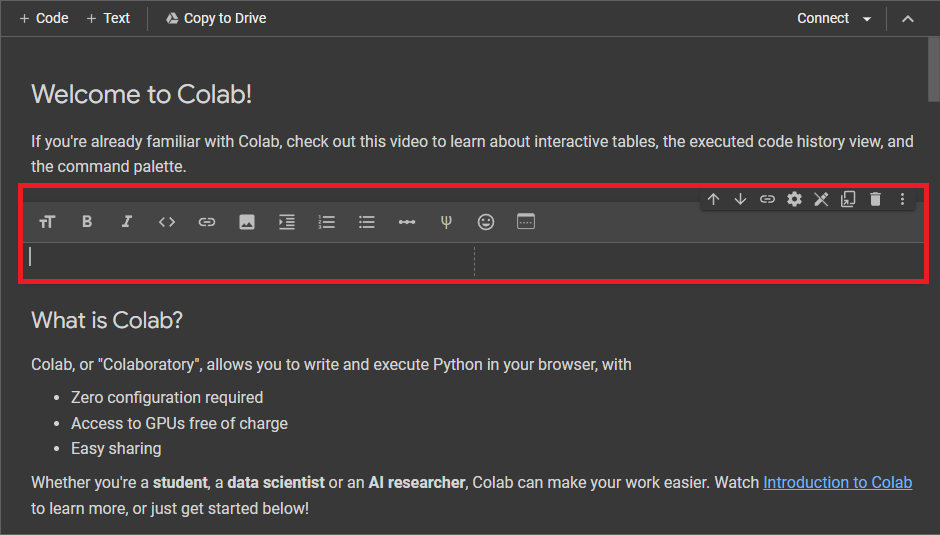 + Code + Text Copy to Drive Connect
Welcome to Colab!
If you're already familiar with Colab, check out this video to learn about interactive tables, the executed code history view, and
the command palette.
What is Colab?
Colab, or "Colaboratory", allows you to write and execute Python in your browser, with
• Zero configuration required
• Access to GPUs free of charge
• Easy sharing
Whether you're a student, a data scientist or an AI researcher, Colab can make your work easier. Watch Introduction to Colab
to learn more, or just get started below!